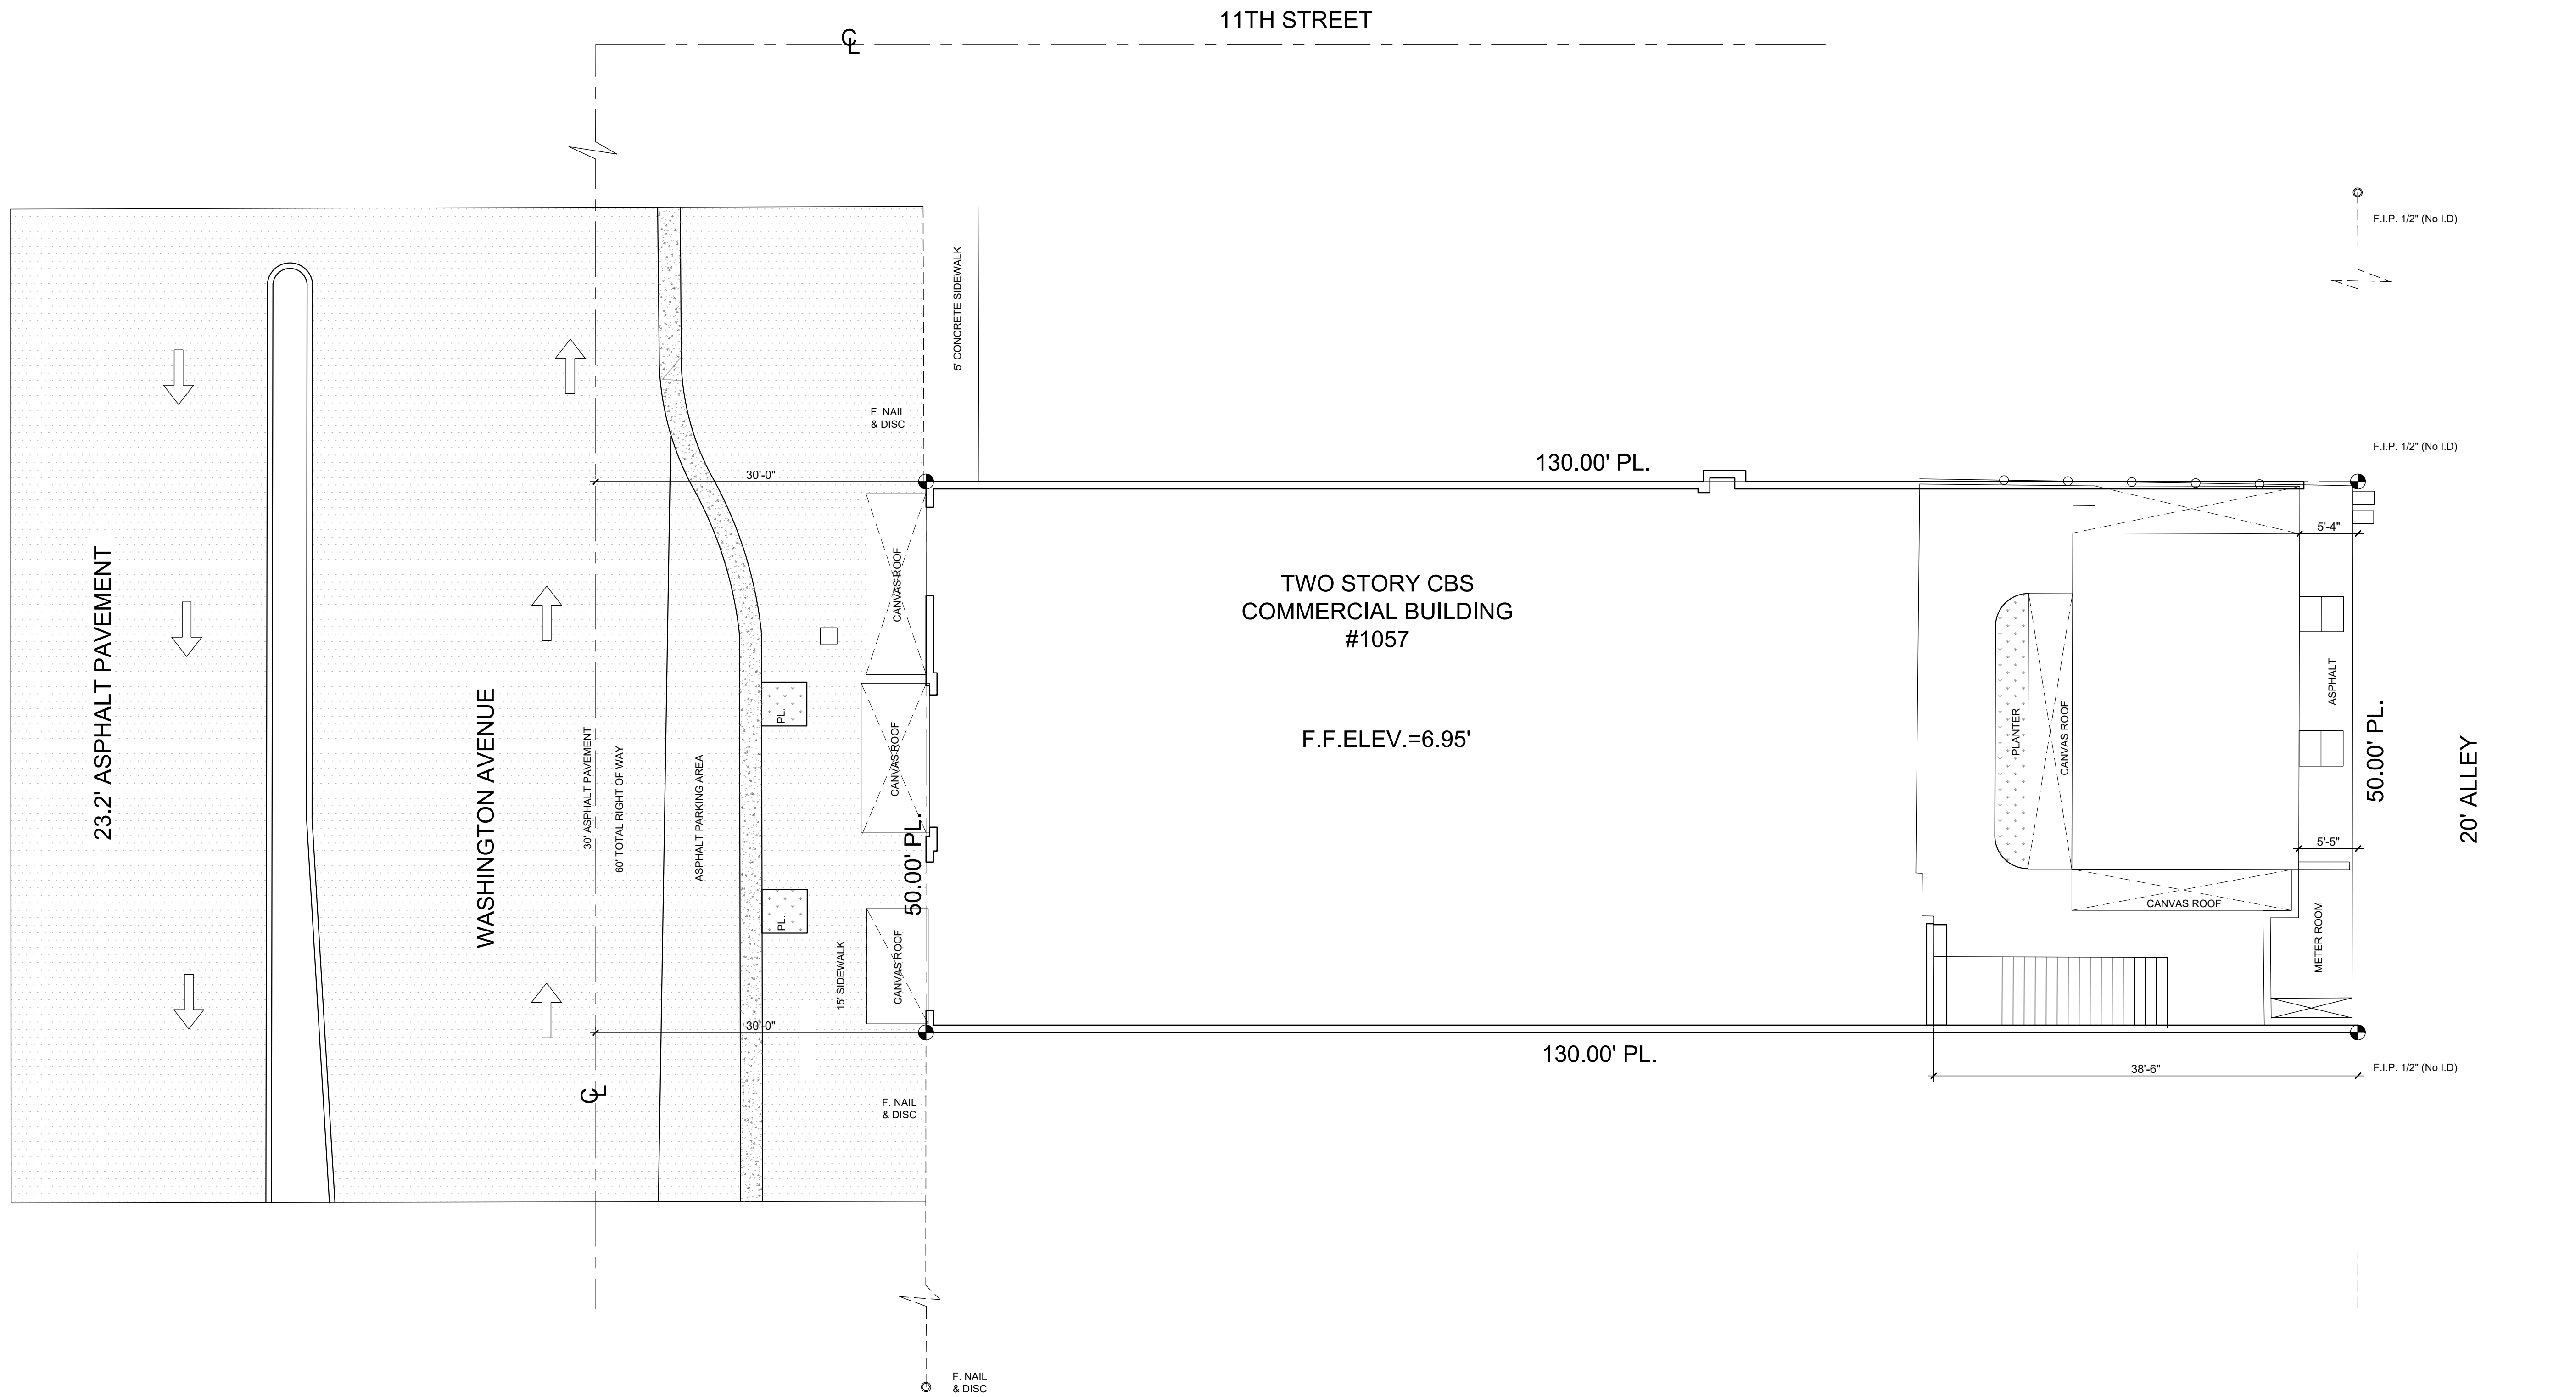 11TH STREET
CL
F.I.P. 1/2" (No I.D)
5' CONCRETE SIDEWALK
F. NAIL
& DISC
F.I.P. 1/2" (No I.D)
130.00' PL.
30'-0"
5'-4"
CANVAS ROOF
TWO STORY CBS
COMMERCIAL BUILDING
#1057
23.2' ASPHALT PAVEMENT
WASHINGTON AVENUE
30' ASPHALT PAVEMENT
60' TOTAL RIGHT OF WAY
ASPHALT PARKING AREA
PL.
CANVAS ROOF
50.00' PL.
F.F.ELEV.=6.95'
PLANTER
CANVAS ROOF
ASPHALT
50.00' PL.
20' ALLEY
5'-5"
PL.
15' SIDEWALK
CANVAS ROOF
CANVAS ROOF
METER ROOM
30'-0"
130.00' PL.
38'-6"
F.I.P. 1/2" (No I.D)
CL
F. NAIL
& DISC
F. NAIL
& DISC